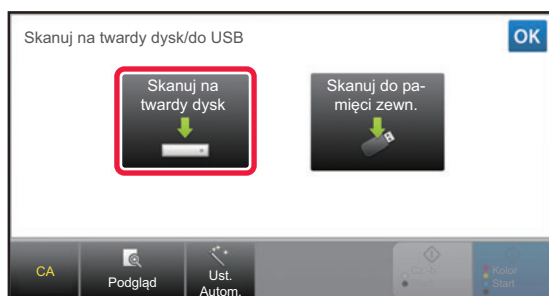 Skanuj na twardy dysk/do USB
OK
Skanuj na
twardy dysk
Skanuj do pa-
mięci zewn.
CA
Podgląd
Ust.
Autom.
Start
Kolor
Start